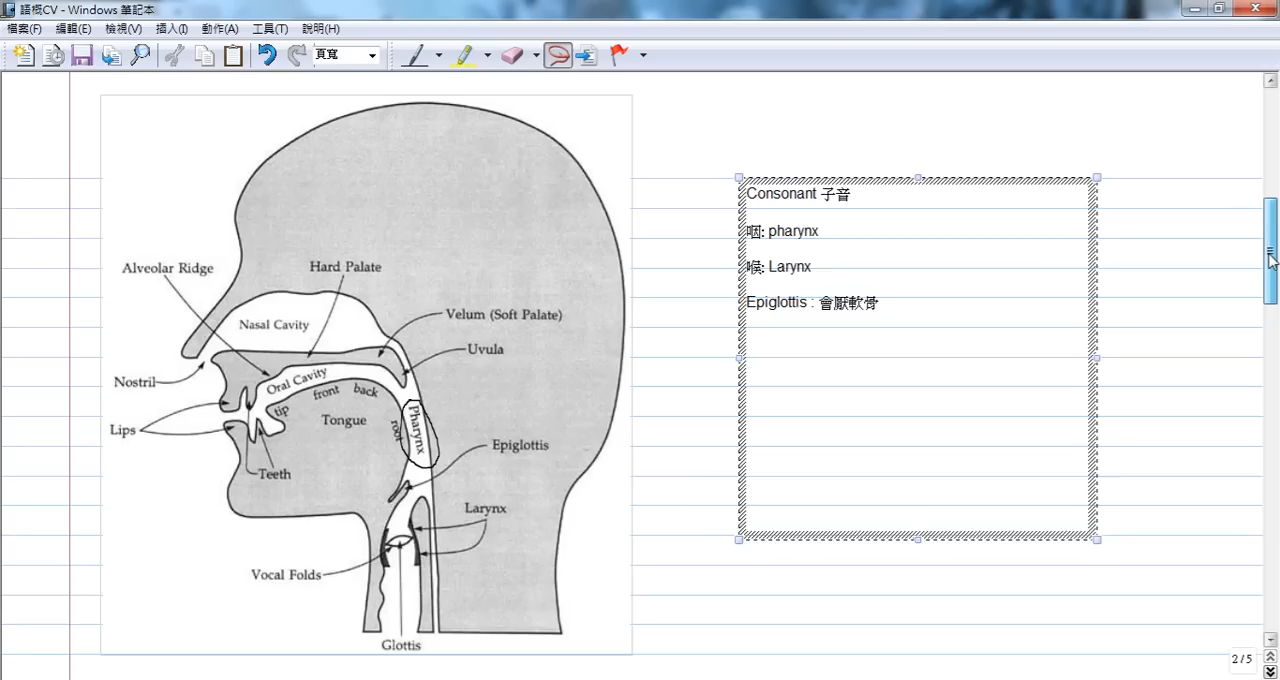 語概CV - Windows 筆記本
檔案(F) 編輯(E) 檢視(V) 插入(I) 動作(A) 工具(T) 說明(H)
頁寬
Alveolar Ridge
Hard Palate
Nasal Cavity
Velum (Soft Palate)
Uvula
Nostril
Oral Cavity
front
back
tip
Lips
Tongue
root
Pharynx
Epiglottis
Teeth
Larynx
Vocal Folds
Glottis
Consonant 子音
咽: pharynx
喉: Larynx
Epiglottis : 會厭軟骨
2 / 5